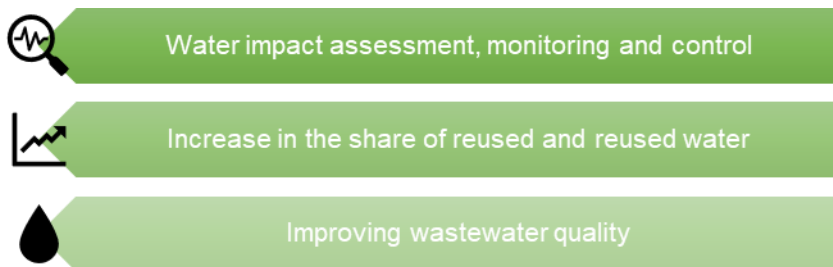 Water impact assessment, monitoring and control
Increase in the share of reused and reused water
Improving wastewater quality